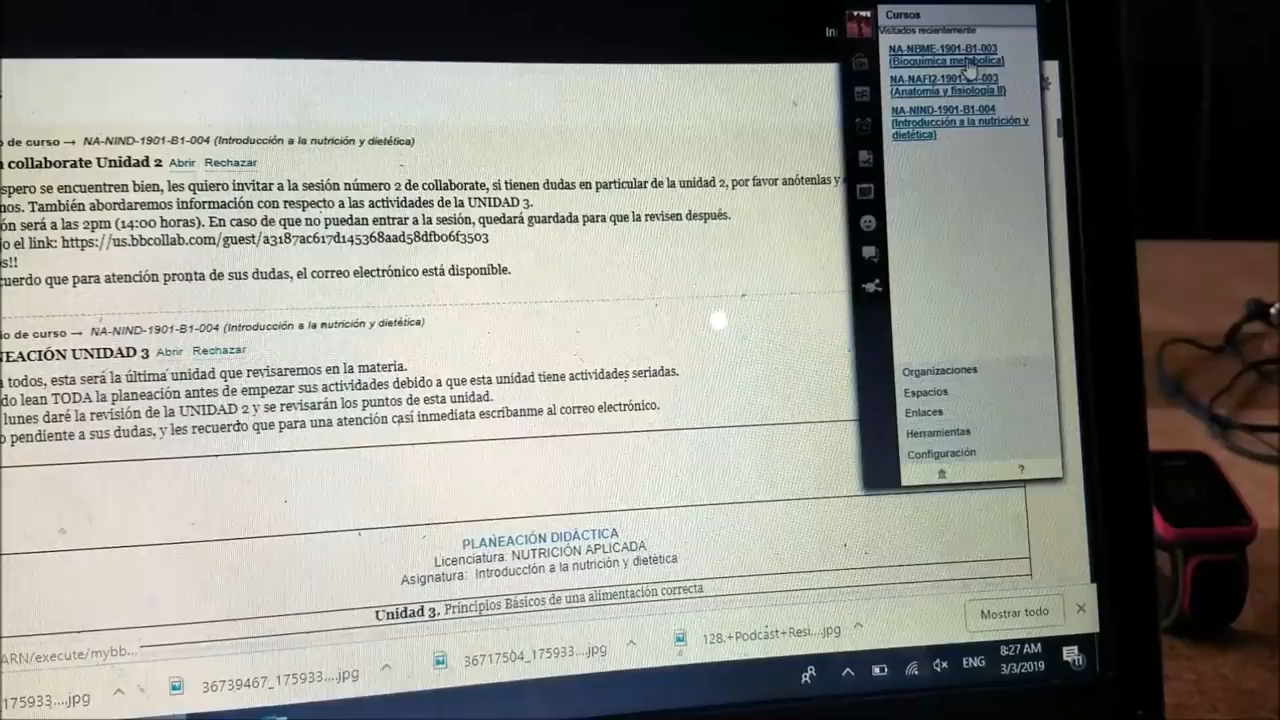 In
Cursos
Visitados recientemente
NA-NBME-1901-B1-003
(Bioquímica metabolica)
NA-NAFI2-1901-B1-003
(Anatomía y fisiología II)
NA-NIND-1901-B1-004
(Introducción a la nutrición y
dietética)
Organizaciones
Espacios
Enlaces
Herramientas
Configuración
?
o de curso → NA-NIND-1901-B1-004 (Introducción a la nutrición y dietética)
collaborate Unidad 2 Abrir Rechazar
spero se encuentren bien, les quiero invitar a la sesión número 2 de collaborate, si tienen dudas en particular de la unidad 2, por favor anótenlas y
nos. También abordaremos información con respecto a las actividades de la UNIDAD 3.
ón será a las 2pm (14:00 horas). En caso de que no puedan entrar a la sesión, quedará guardada para que la revisen después.
o el link: https://us.bbcollab.com/guest/a3187ac617d145368aad58dfb06f3503
s!!
cuerdo que para atención pronta de sus dudas, el correo electrónico está disponible.
io de curso → NA-NIND-1901-B1-004 (Introducción a la nutrición y dietética)
NEACIÓN UNIDAD 3 Abrir Rechazar
todos, esta será la última unidad que revisaremos en la materia.
do lean TODA la planeación antes de empezar sus actividades debido a que esta unidad tiene actividades seriadas.
lunes daré la revisión de la UNIDAD 2 y se revisarán los puntos de esta unidad.
o pendiente a sus dudas, y les recuerdo que para una atención casi inmediata escríbanme al correo electrónico.
PLANEACIÓN DIDÁCTICA
Licenciatura: NUTRICIÓN APLICADA
Asignatura: Introducción a la nutrición y dietética
Unidad 3. Principios Básicos de una alimentación correcta
ARN/execute/mybb...
175933....jpg
36739467_175933....jpg
36717504_175933....jpg
128.+Podcast+Resi....jpg
Mostrar todo
ENG
8:27 AM
3/3/2019
11